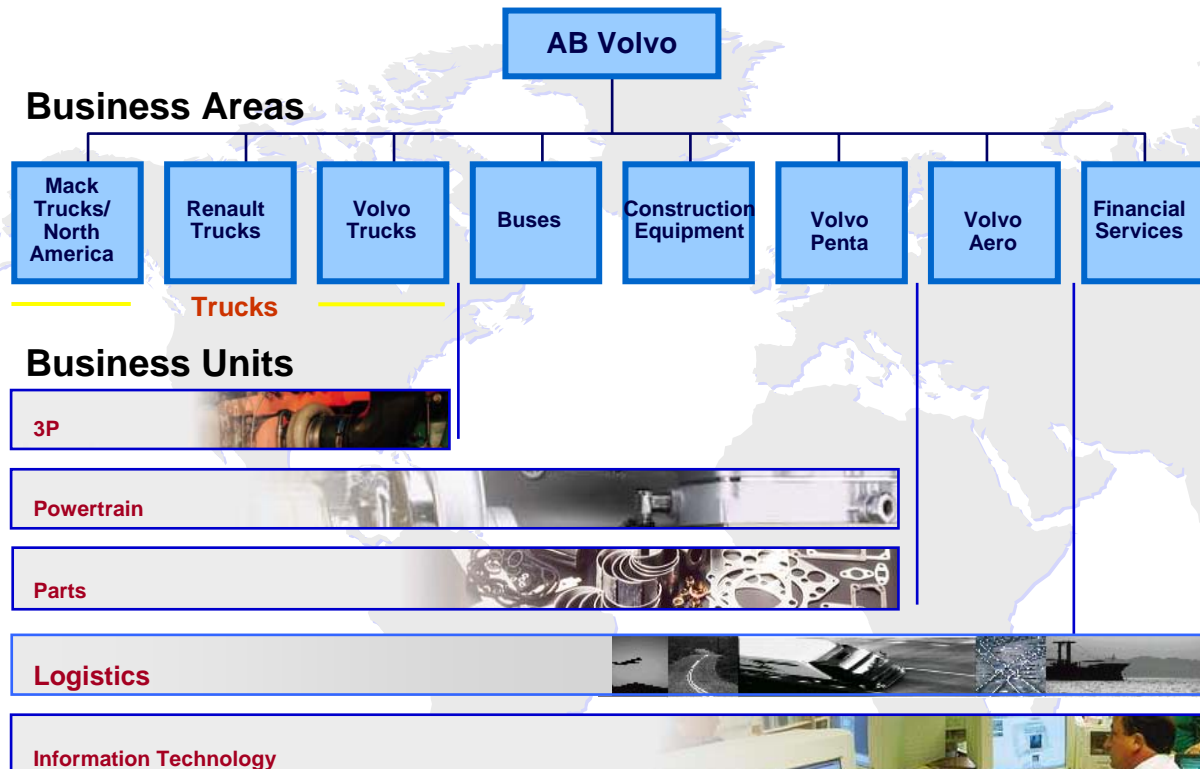 AB Volvo
Business Areas
Mack
Trucks/
North
America
Renault
Trucks
Volvo
Trucks
Buses
Construction
Equipment
Volvo
Penta
Volvo
Aero
Financial
Services
Trucks
Business Units
3P
Powertrain
Parts
Logistics
Information Technology